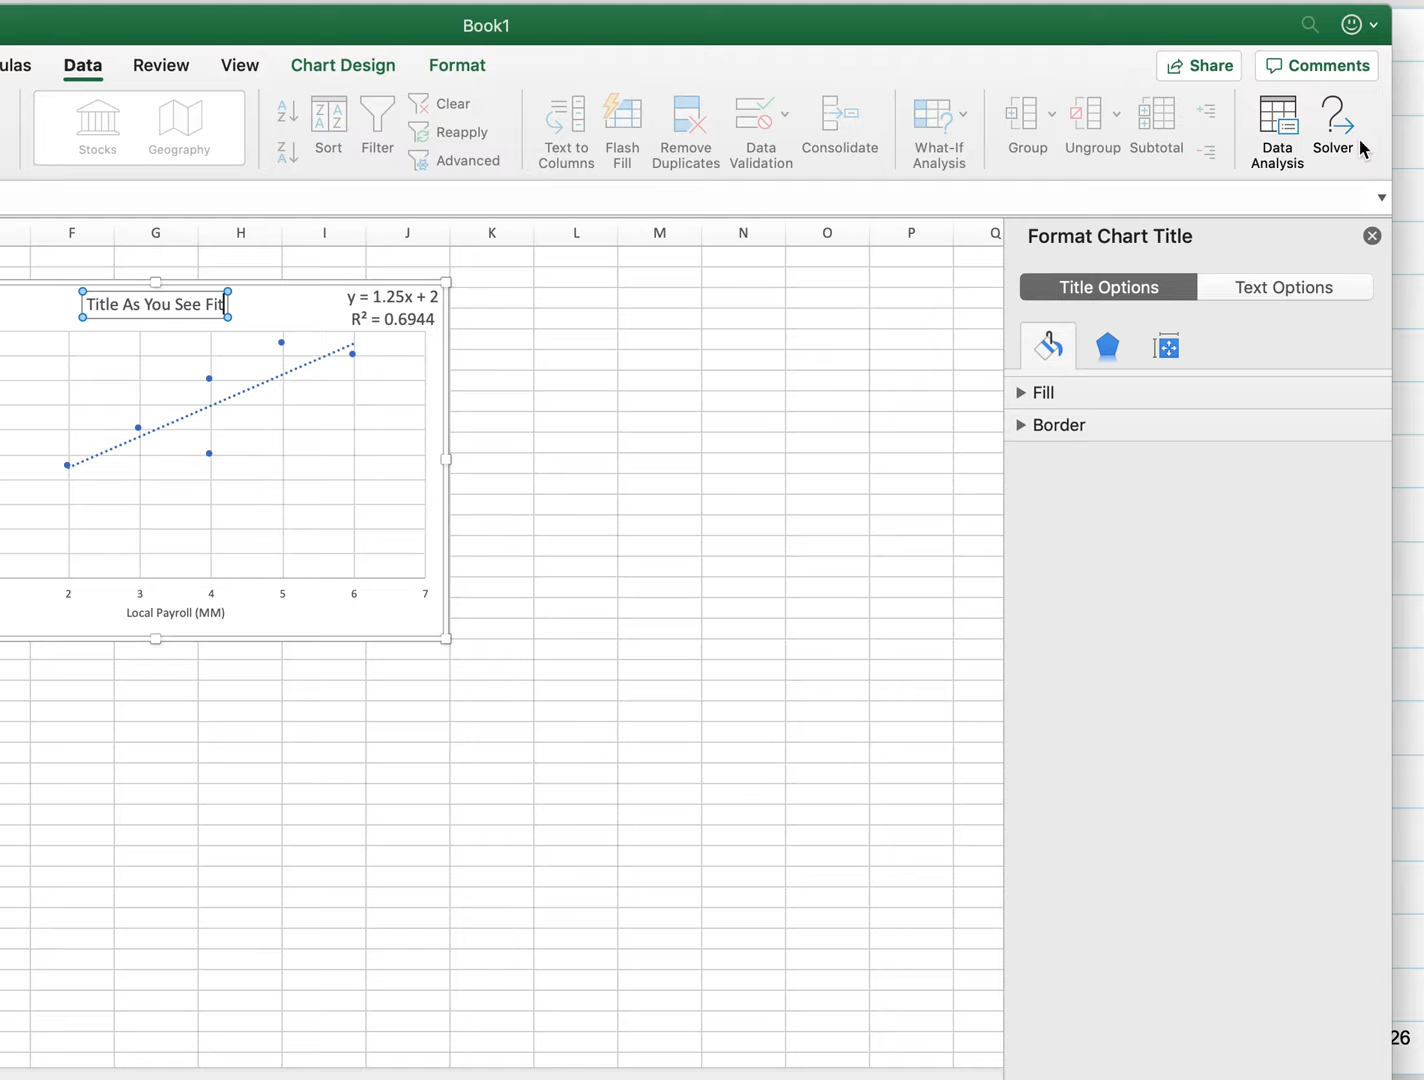 Book1
ulas Data Review View Chart Design Format Share Comments
Stocks Geography
A Z
Z A
Z A A Z
Sort
Filter
Clear
Reapply
Advanced
Text to Columns
Flash Fill
Remove Duplicates
Data Validation
Consolidate
What-If Analysis
Group
Ungroup
Subtotal
Data Analysis
Solver
F G H I J K L M N O P Q
Title As You See Fit
y = 1.25x + 2
R² = 0.6944
2 3 4 5 6 7
Local Payroll (MM)
Format Chart Title
Title Options Text Options
Fill
Border
26